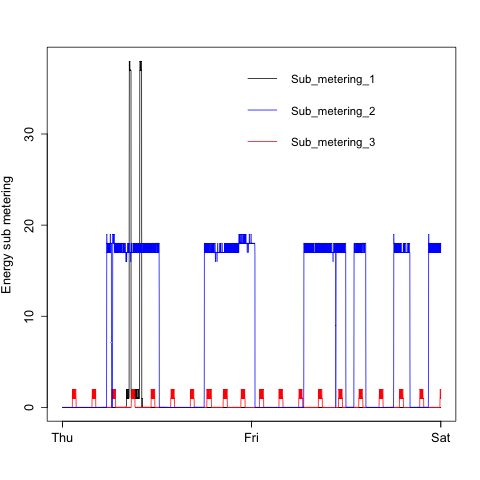 Sub_metering_1
Sub_metering_2
Sub_metering_3
Energy sub metering
30
20
10
0
Thu
Fri
Sat